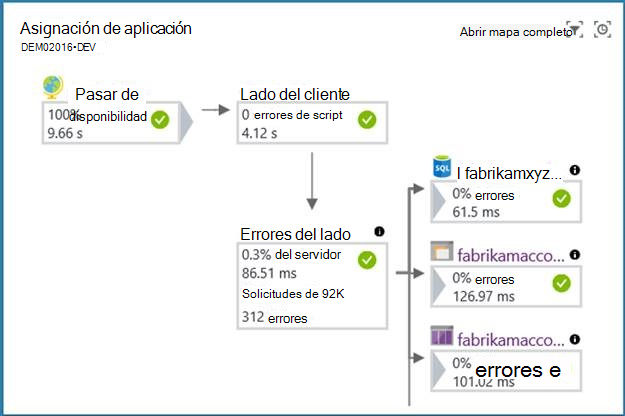 Asignación de aplicación
DEM02016•DEV
Abrir mapa completo
Pasar de
100% disponibilidad
9.66 s
Lado del cliente
0 errores de script
4.12 s
Errores del lado
0.3% del servidor
86.51 ms
Solicitudes de 92K
312 errores
SQL
l fabrikamxyz...
0% errores
61.5 ms
fabrikamacco...
0% errores
126.97 ms
fabrikamacco...
0% errores e
101.02 ms